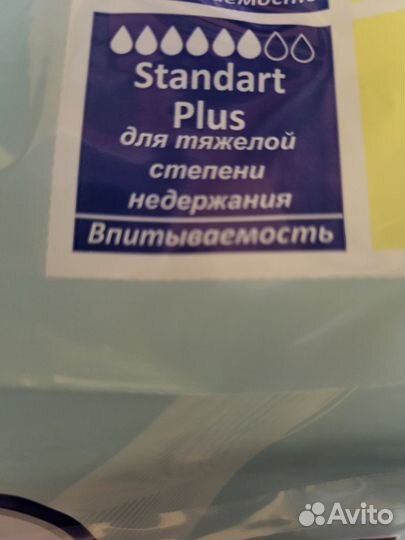 Standart
Plus
для тяжелой
степени
недержания
Впитываемость
Avito